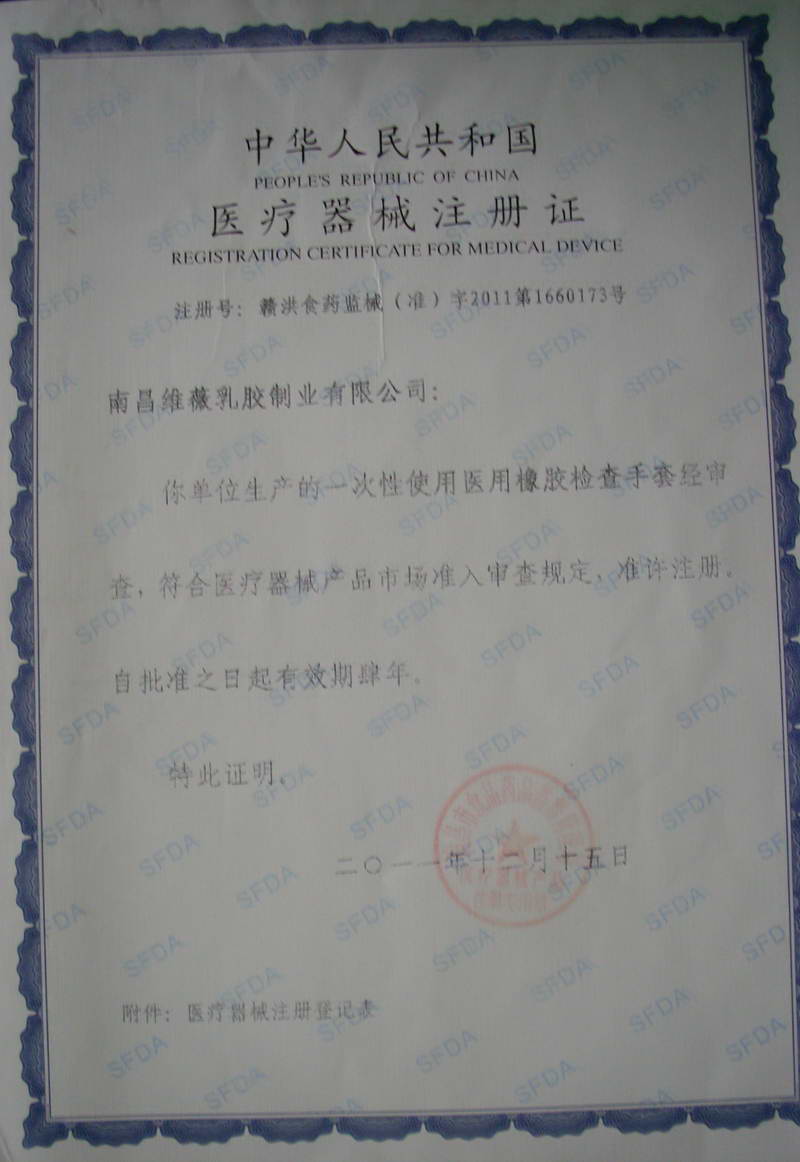 中华人民共和国
PEOPLE'S REPUBLIC OF CHINA
医疗器械注册证
REGISTRATION CERTIFICATE FOR MEDICAL DEVICE
注册号：赣洪食药监械（准）字2011第1660173号
南昌维薇乳胶制业有限公司：
你单位生产的一次性使用医用橡胶检查手套经审
查，符合医疗器械产品市场准入审查规定，准许注册。
自批准之日起有效期肆年。
特此证明。
二〇一一年十二月十五日
附件：医疗器械注册登记表
SFDA